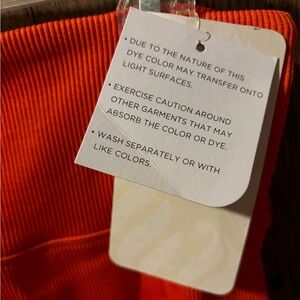 • DUE TO THE NATURE OF THIS
DYE COLOR MAY TRANSFER ONTO
LIGHT SURFACES.
• EXERCISE CAUTION AROUND
OTHER GARMENTS THAT MAY
ABSORB THE COLOR OR DYE.
• WASH SEPARATELY OR WITH
LIKE COLORS.